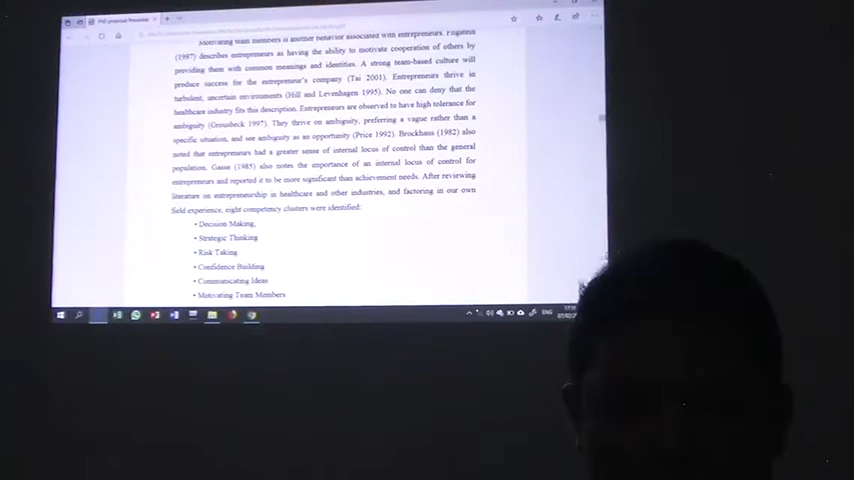 PhD proposal Presentat
Motivating team members is another behavior associated with entrepreneurs. Fligstein
(1997) describes entrepreneurs as having the ability to motivate cooperation of others by
providing them with common meanings and identities. A strong team-based culture will
produce success for the entrepreneur's company (Tai 2001). Entrepreneurs thrive in
turbulent, uncertain environments (Hill and Levenhagen 1995). No one can deny that the
healthcare industry fits this description. Entrepreneurs are observed to have high tolerance for
ambiguity (Grousbeck 1997). They thrive on ambiguity, preferring a vague rather than a
specific situation, and see ambiguity as an opportunity (Price 1992). Brockhaus (1982) also
noted that entrepreneurs had a greater sense of internal locus of control than the general
population. Gasse (1985) also notes the importance of an internal locus of control for
entrepreneurs and reported it to be more significant than achievement needs. After reviewing
literature on entrepreneurship in healthcare and other industries, and factoring in our own
field experience, eight competency clusters were identified:
• Decision Making,
• Strategic Thinking
• Risk Taking
• Confidence Building
• Communicating Ideas
• Motivating Team Members
ENG